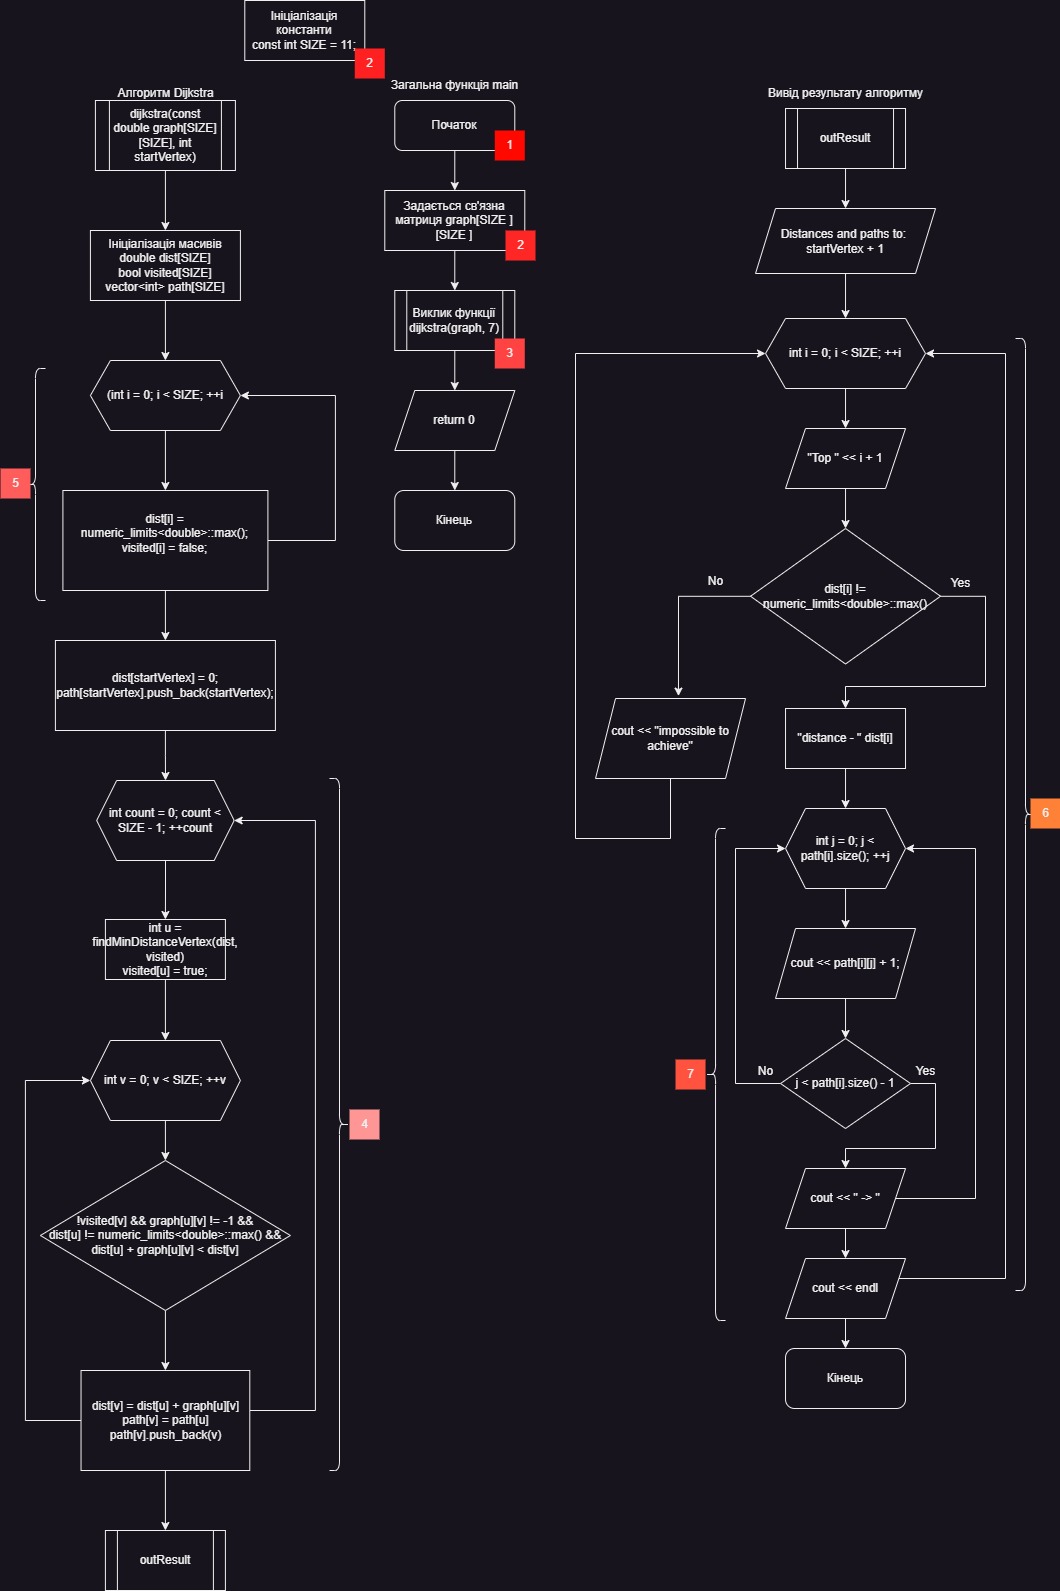 Ініціалізація
константи
const int SIZE = 11;
2
Алгоритм Dijkstra
dijkstra(const
double graph[SIZE]
[SIZE], int
startVertex)
Ініціалізація масивів
double dist[SIZE]
bool visited[SIZE]
vector<int> path[SIZE]
(int i = 0; i < SIZE; ++i
5
dist[i] =
numeric_limits<double>::max();
visited[i] = false;
dist[startVertex] = 0;
path[startVertex].push_back(startVertex);
int count = 0; count <
SIZE - 1; ++count
int u =
findMinDistanceVertex(dist,
visited)
visited[u] = true;
int v = 0; v < SIZE; ++v
4
!visited[v] && graph[u][v] != -1 &&
dist[u] != numeric_limits<double>::max() &&
dist[u] + graph[u][v] < dist[v]
dist[v] = dist[u] + graph[u][v]
path[v] = path[u]
path[v].push_back(v)
outResult
Загальна функція main
Початок
1
Задається св'язна
матриця graph[SIZE ]
[SIZE ]
2
Виклик функції
dijkstra(graph, 7)
3
return 0
Кінець
Вивід результату алгоритму
outResult
Distances and paths to:
startVertex + 1
int i = 0; i < SIZE; ++i
"Top " << i + 1
dist[i] !=
numeric_limits<double>::max()
No
Yes
cout << "impossible to
achieve"
"distance - " dist[i]
6
int j = 0; j <
path[i].size(); ++j
cout << path[i][j] + 1;
7
j < path[i].size() - 1
No
Yes
cout << " -> "
cout << endl
Кінець